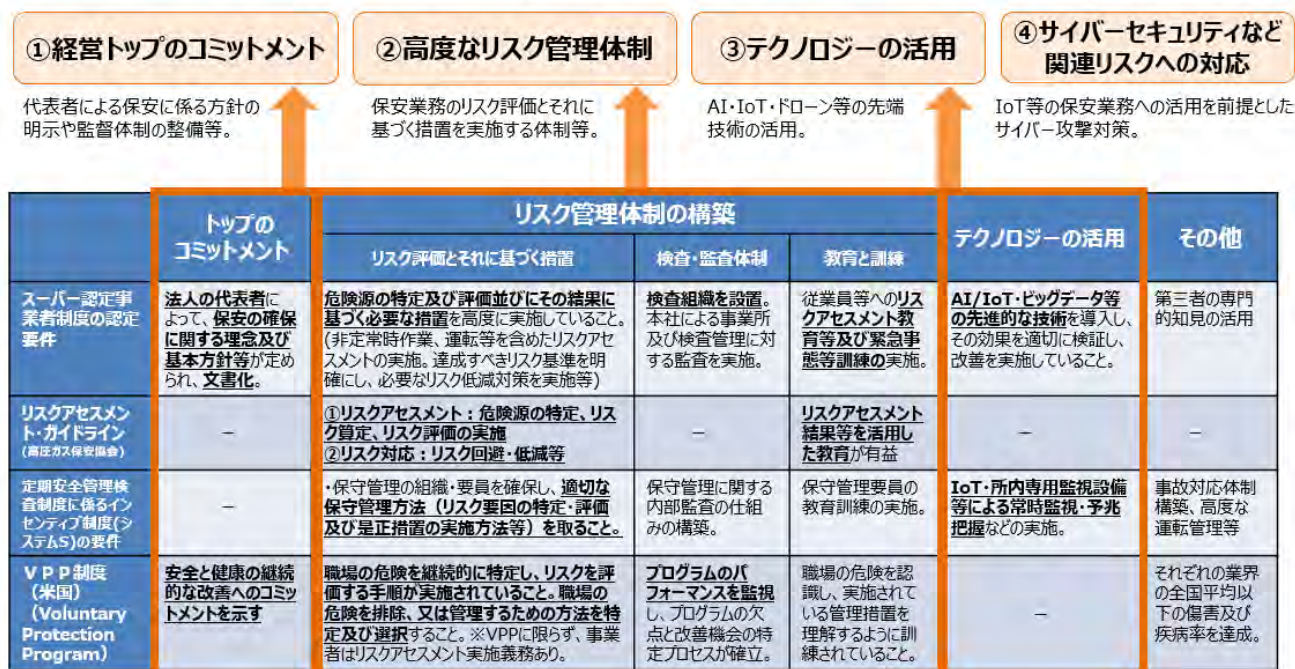 ①経営トップのコミットメント
②高度なリスク管理体制
③テクノロジーの活用
④サイバーセキュリティなど
関連リスクへの対応
代表者による保安に係る方針の
明示や監督体制の整備等。
保安業務のリスク評価とそれに
基づく措置を実施する体制等。
AI・IoT・ドローン等の先端
技術の活用。
IoT等の保安業務への活用を前提とした
サイバー攻撃対策。
トップの
コミットメント
リスク管理体制の構築
リスク評価とそれに基づく措置
検査・監査体制
教育と訓練
テクノロジーの活用
その他
スーパー認定事
業者制度の認定
要件
法人の代表者に
よって、保安の確保
に関する理念及び
基本方針等が定め
られ、文書化。
危険源の特定及び評価並びにその結果に
基づく必要な措置を高度に実施していること。
(非定常時作業、運転等を含めたリスクアセ
スメントの実施。達成すべきリスク基準を明
確にし、必要なリスク低減対策を実施等)
検査組織を設置。
本社による事業所
及び検査管理に対
する監査を実施。
従業員等へのリス
クアセスメント教
育等及び緊急事
態等訓練の実施。
AI/IoT・ビッグデータ等
の先進的な技術を導入し、
その効果を適切に検証し、
改善を実施していること。
第三者の専門
的知見の活用
リスクアセスメン
ト・ガイドライン
(高圧ガス保安協会)
－
①リスクアセスメント：危険源の特定、リス
ク算定、リスク評価の実施
②リスク対応：リスク回避・低減等
－
リスクアセスメント
結果等を活用し
た教育が有益
－
－
定期安全管理検
査制度に係るイン
センティブ制度(シ
ステムS)の要件
－
・保守管理の組織・要員を確保し、適切な
保守管理方法（リスク要因の特定・評価
及び是正措置の実施方法等）を取ること。
保守管理に関する
内部監査の仕組
みの構築。
保守管理要員の
教育訓練の実施。
IoT・所内専用監視設備
等による常時監視・予兆
把握などの実施。
事故対応体制
構築、高度な
運転管理等
ＶＰＰ制度
（米国）
（Voluntary
Protection
Program）
安全と健康の継続
的な改善へのコミッ
トメントを示す
職場の危険を継続的に特定し、リスクを評
価する手順が実施されていること。職場の
危険を排除、又は管理するための方法を特
定及び選択すること。※VPPに限らず、事業
者はリスクアセスメント実施義務あり。
プログラムのパ
フォーマンスを監視
し、プログラムの欠
点と改善機会の特
定プロセスが確立。
職場の危険を認
識し、実施されて
いる管理措置を
理解するように訓
練されていること。
－
それぞれの業界
の全国平均以
下の傷害及び
疾病率を達成。